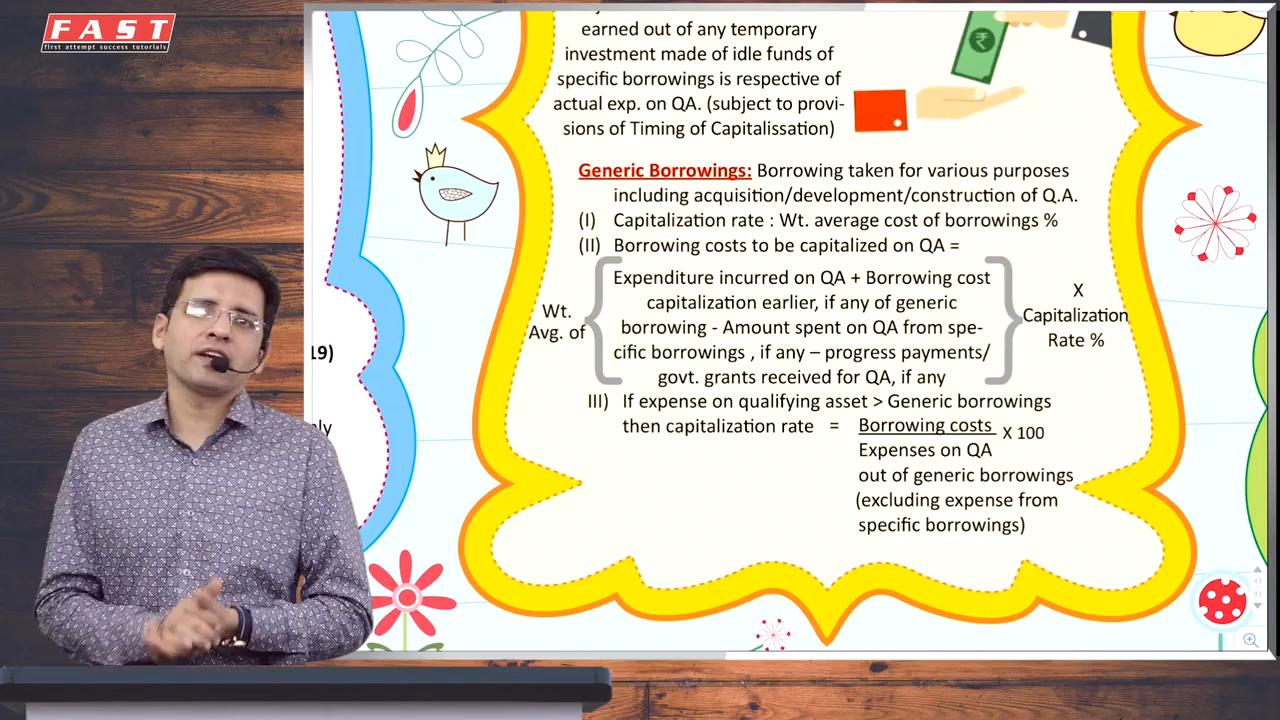 FAST
first attempt success tutorials
earned out of any temporary
investment made of idle funds of
specific borrowings is respective of
actual exp. on QA. (subject to provi-
sions of Timing of Capitalissation)
₹
Generic Borrowings: Borrowing taken for various purposes
including acquisition/development/construction of Q.A.
(I) Capitalization rate : Wt. average cost of borrowings %
(II) Borrowing costs to be capitalized on QA =
Wt.
Avg. of
Expenditure incurred on QA + Borrowing cost
capitalization earlier, if any of generic
borrowing - Amount spent on QA from spe-
cific borrowings , if any – progress payments/
govt. grants received for QA, if any
X
Capitalization
Rate %
III) If expense on qualifying asset > Generic borrowings
then capitalization rate = Borrowing costs X 100
Expenses on QA
out of generic borrowings
(excluding expense from
specific borrowings)
19)